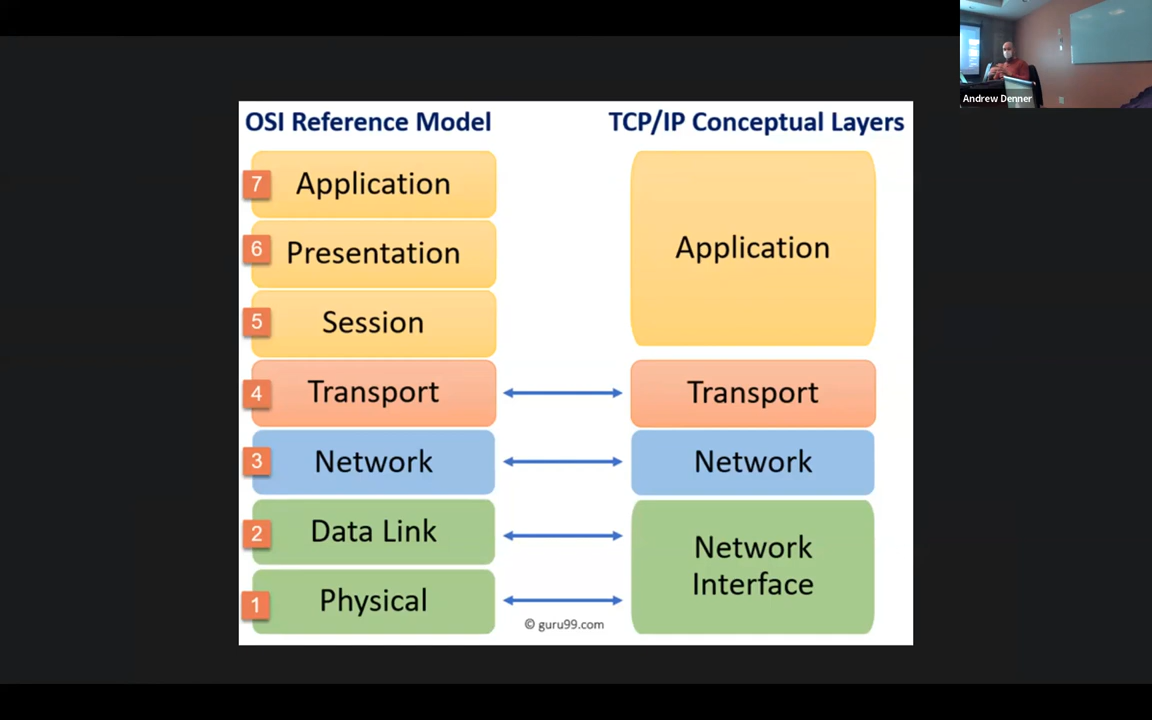 Andrew Denner
OSI Reference Model
TCP/IP Conceptual Layers
7 Application
6 Presentation
5 Session
4 Transport
3 Network
2 Data Link
1 Physical
Application
Transport
Network
Network
Interface
© guru99.com